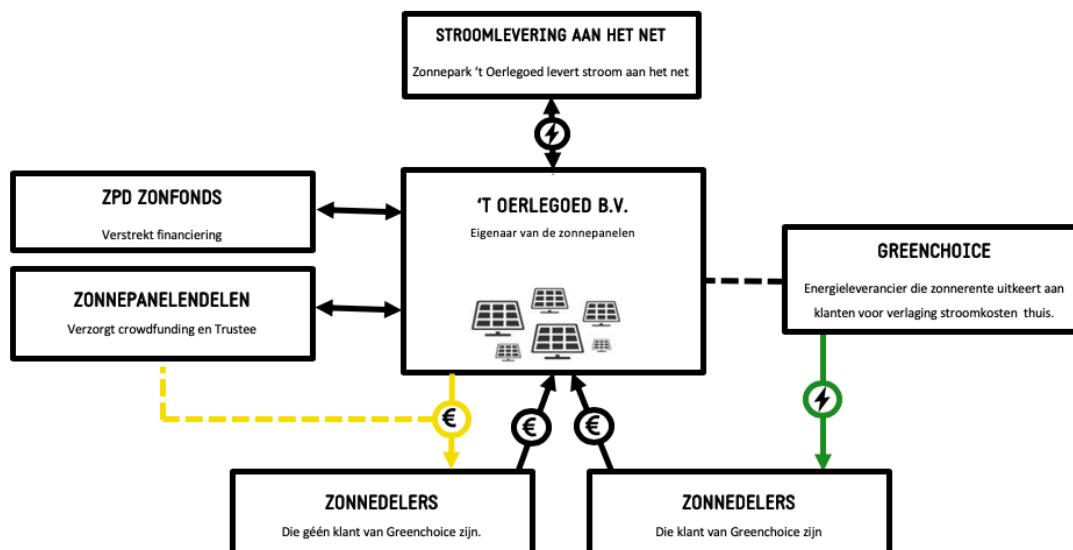 STROOMLEVERING AAN HET NET
Zonnepark ‘t Oerlegoed levert stroom aan het net
ZPD ZONFONDS
Verstrekt financiering
‘T OERLEGOED B.V.
Eigenaar van de zonnepanelen
GREENCHOICE
Energieleverancier die zonnerente uitkeert aan
klanten voor verlaging stroomkosten thuis.
ZONNEPANELENDELEN
Verzorgt crowdfunding en Trustee
€
€
€
ZONNEDELERS
Die géén klant van Greenchoice zijn.
ZONNEDELERS
Die klant van Greenchoice zijn